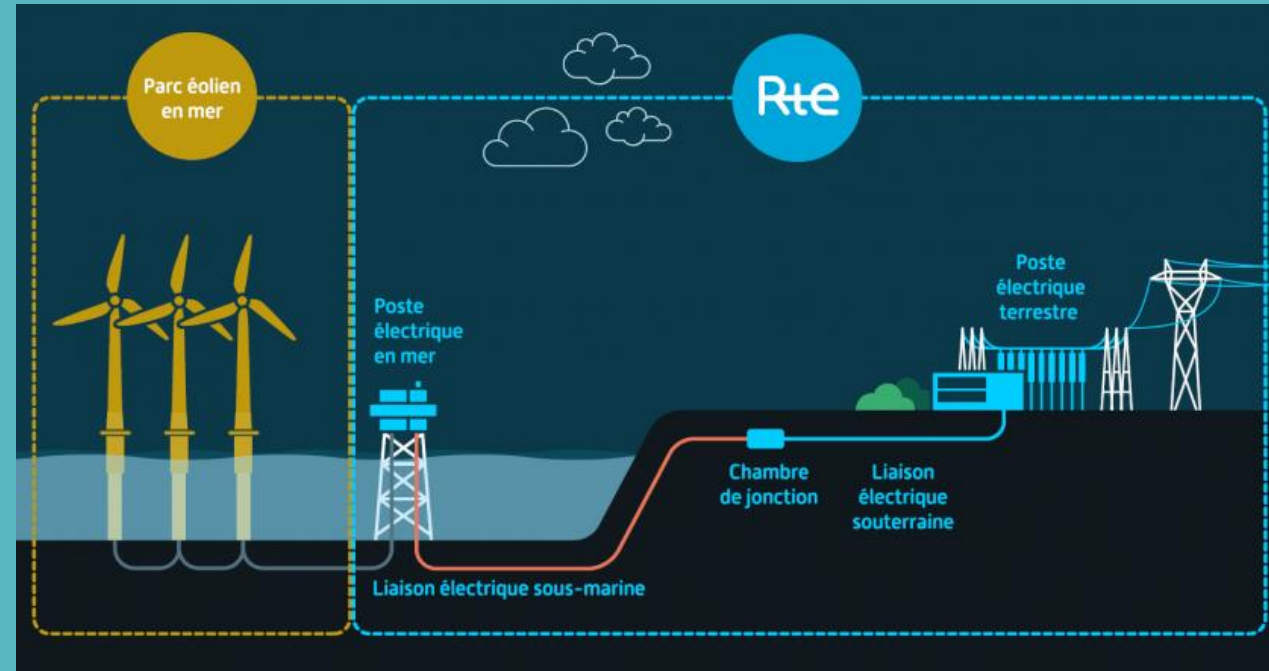 Parc éolien
en mer
Rte
Poste
électrique
en mer
Poste
électrique
terrestre
Chambre
de jonction
Liaison
électrique
souterraine
Liaison électrique sous-marine